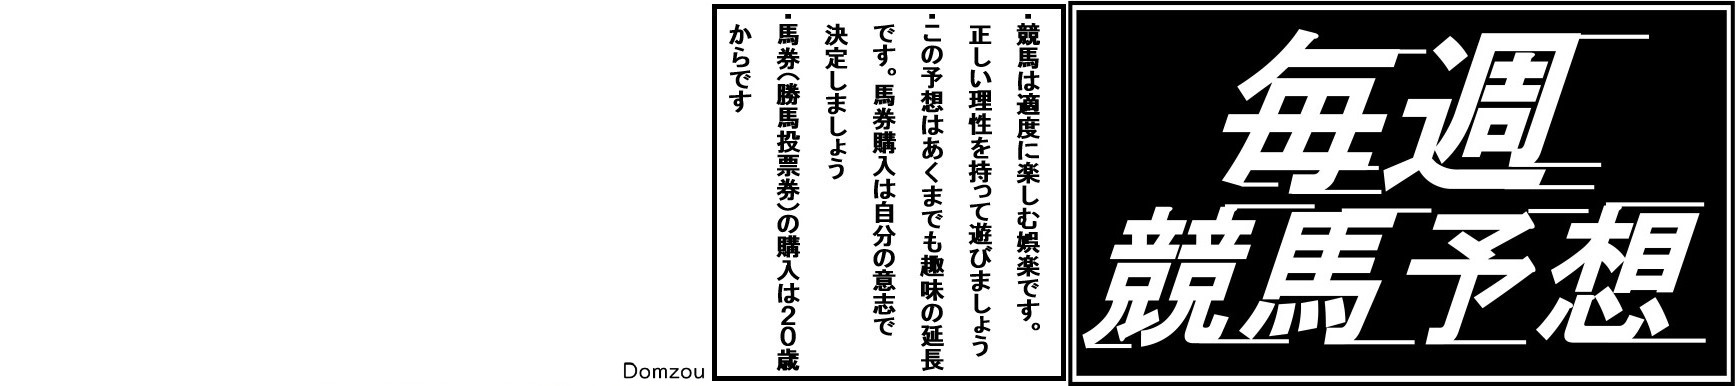 毎週
競馬予想
・競馬は適度に楽しむ娯楽です。
正しい理性を持って遊びましょう
・この予想はあくまでも趣味の延長
です。馬券購入は自分の意志で
決定しましょう
・馬券(勝馬投票券)の購入は20歳
からです
Domzou